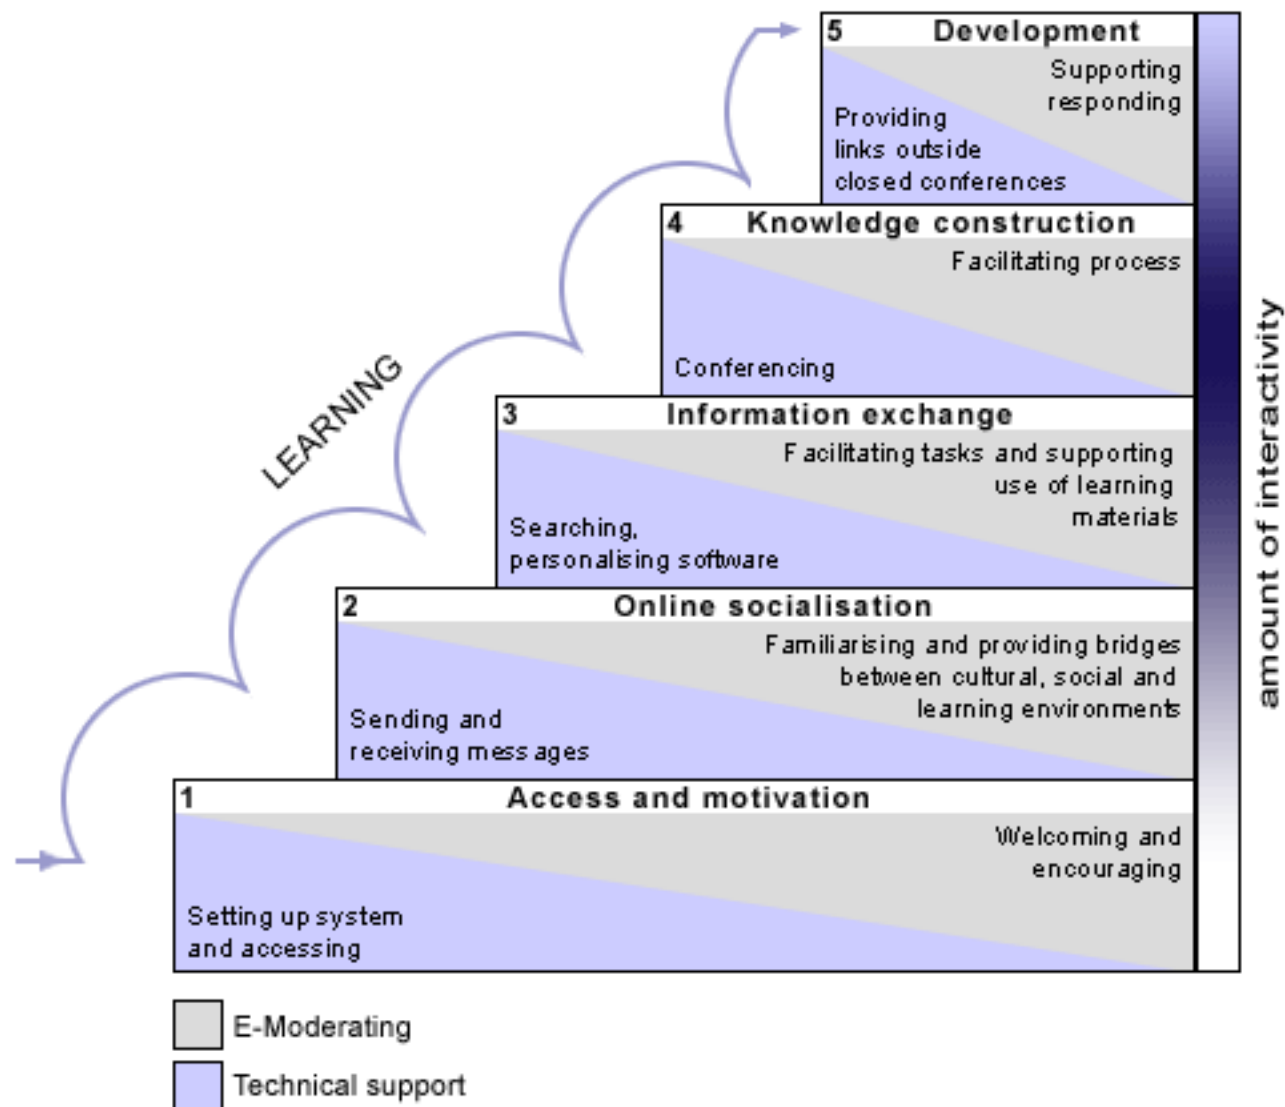 5 Development
Supporting
responding
Providing
links outside
closed conferences
4 Knowledge construction
Facilitating process
Conferencing
3 Information exchange
Facilitating tasks and supporting
use of learning
materials
Searching,
personalising software
2 Online socialisation
Familiarising and providing bridges
between cultural, social and
learning environments
Sending and
receiving messages
1 Access and motivation
Welcoming and
encouraging
Setting up system
and accessing
LEARNING
amount of interactivity
E-Moderating
Technical support